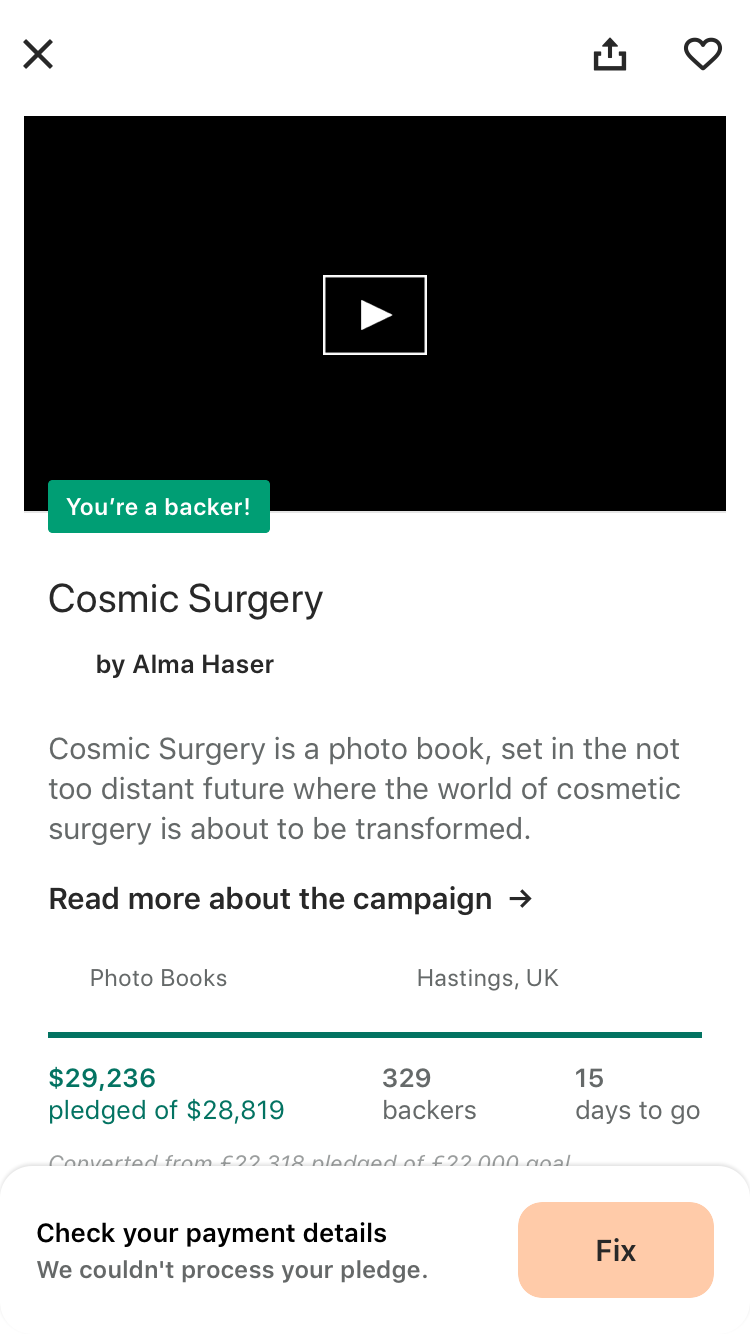 You’re a backer!
Cosmic Surgery
by Alma Haser
Cosmic Surgery is a photo book, set in the not
too distant future where the world of cosmetic
surgery is about to be transformed.
Read more about the campaign →
Photo Books
Hastings, UK
$29,236
pledged of $28,819
329
backers
15
days to go
Converted from £22,318 pledged of £22,000 goal
Check your payment details
We couldn't process your pledge.
Fix